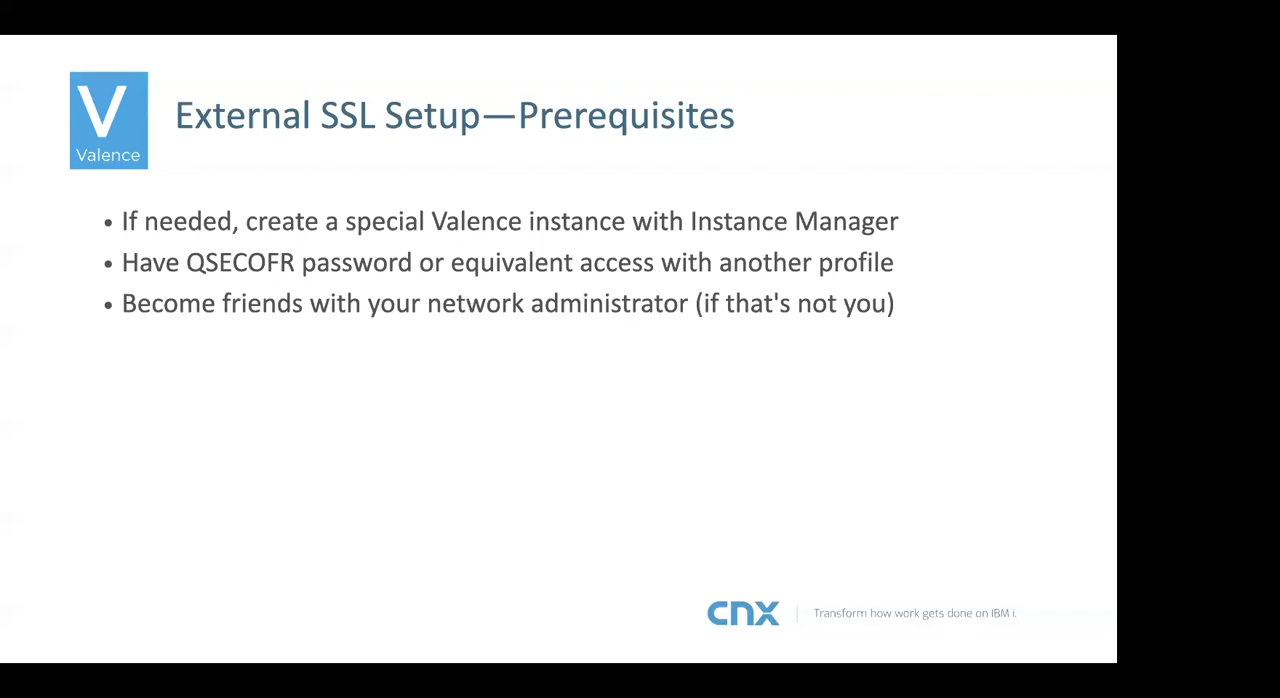 V
Valence
External SSL Setup—Prerequisites
• If needed, create a special Valence instance with Instance Manager
• Have QSECOFR password or equivalent access with another profile
• Become friends with your network administrator (if that's not you)
cnx | Transform how work gets done on IBM i.